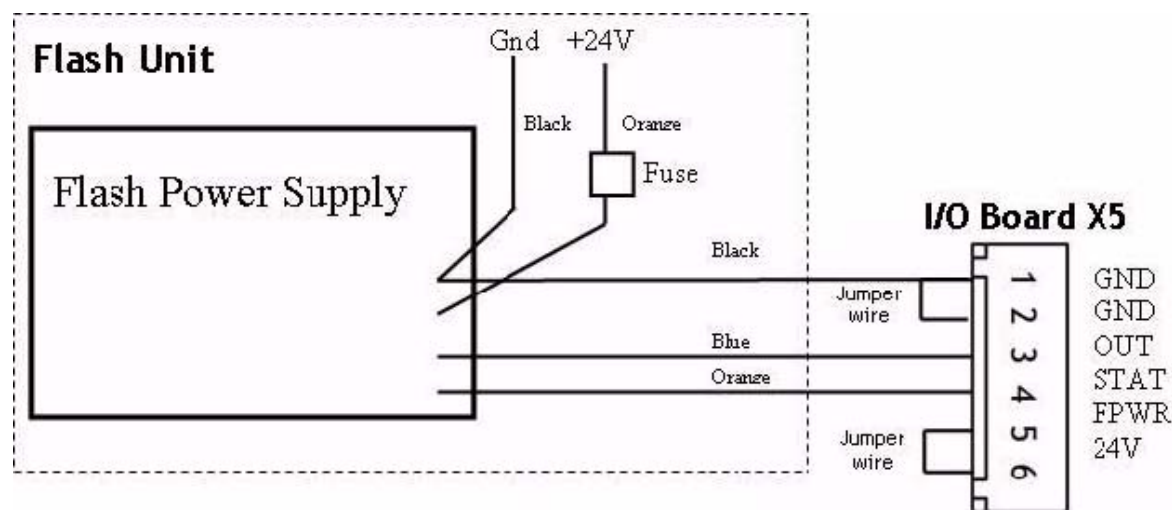 Flash Unit
Gnd +24V
Black
Orange
Flash Power Supply
Fuse
I/O Board X5
Black
Jumper
wire
1 GND
2 GND
Blue
3 OUT
Orange
4 STAT
FPWR
Jumper
wire
5 24V
6